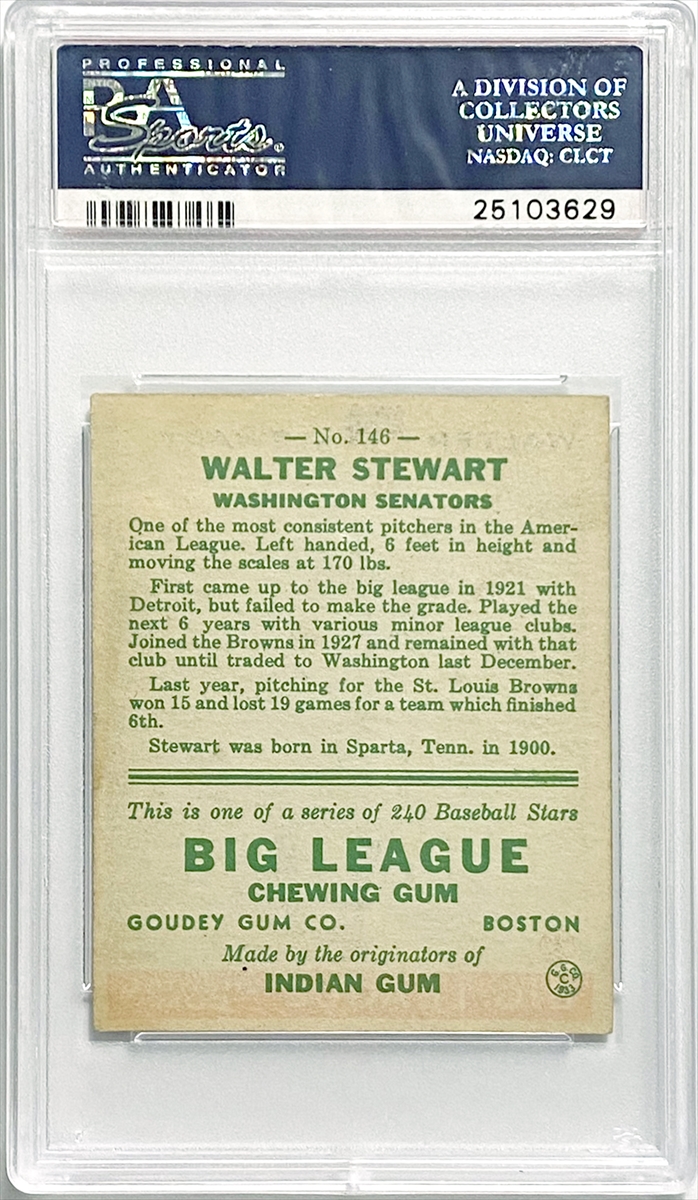 PROFESSIONAL
PSA
Sports
AUTHENTICATOR
A DIVISION OF
COLLECTORS
UNIVERSE
NASDAQ: CLCT
25103629
— No. 146 —
WALTER STEWART
WASHINGTON SENATORS
One of the most consistent pitchers in the Amer-
ican League. Left handed, 6 feet in height and
moving the scales at 170 lbs.
First came up to the big league in 1921 with
Detroit, but failed to make the grade. Played the
next 6 years with various minor league clubs.
Joined the Browns in 1927 and remained with that
club until traded to Washington last December.
Last year, pitching for the St. Louis Browns
won 15 and lost 19 games for a team which finished
6th.
Stewart was born in Sparta, Tenn. in 1900.
This is one of a series of 240 Baseball Stars
BIG LEAGUE
CHEWING GUM
GOUDEY GUM CO. BOSTON
Made by the originators of
INDIAN GUM
G. G. CO.
C
1933